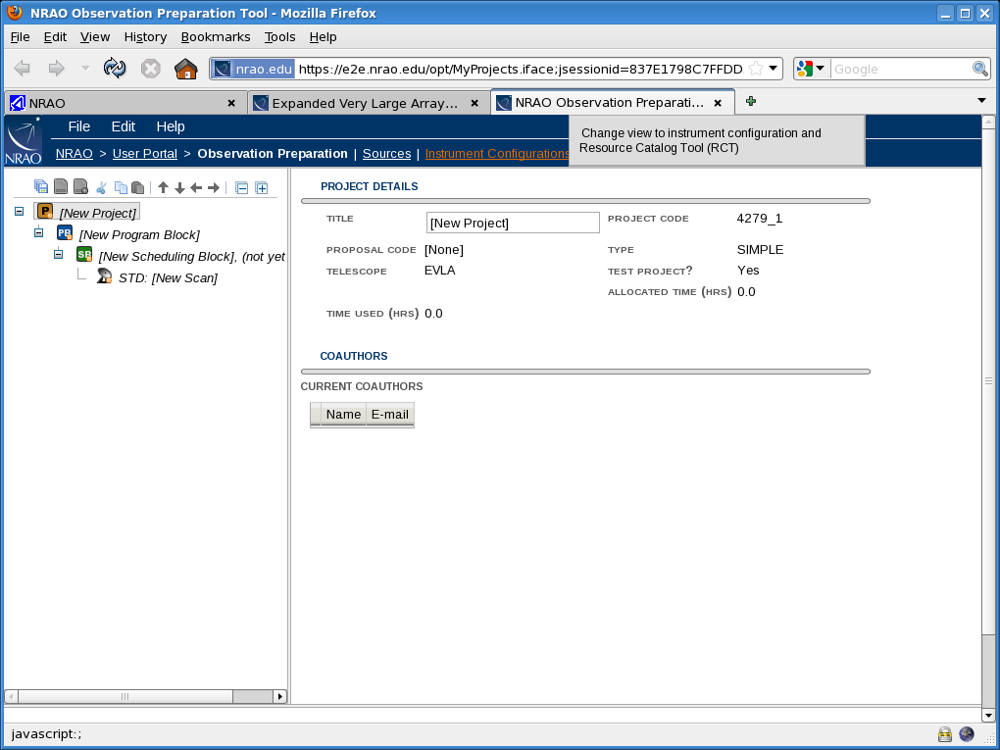 NRAO Observation Preparation Tool - Mozilla Firefox
File Edit View History Bookmarks Tools Help
nrao.edu https://e2e.nrao.edu/opt/MyProjects.iface;jsessionid=837E1798C7FFDD Google
NRAO Expanded Very Large Array... NRAO Observation Preparati...
NRAO
File Edit Help
NRAO > User Portal > Observation Preparation | Sources | Instrument Configurations
Change view to instrument configuration and
Resource Catalog Tool (RCT)
P [New Project]
PB [New Program Block]
SB [New Scheduling Block], (not yet
STD: [New Scan]
PROJECT DETAILS
TITLE [New Project] PROJECT CODE 4279_1
PROPOSAL CODE [None] TYPE SIMPLE
TELESCOPE EVLA TEST PROJECT? Yes
ALLOCATED TIME (HRS) 0.0
TIME USED (HRS) 0.0
COAUTHORS
CURRENT COAUTHORS
Name E-mail
javascript:;